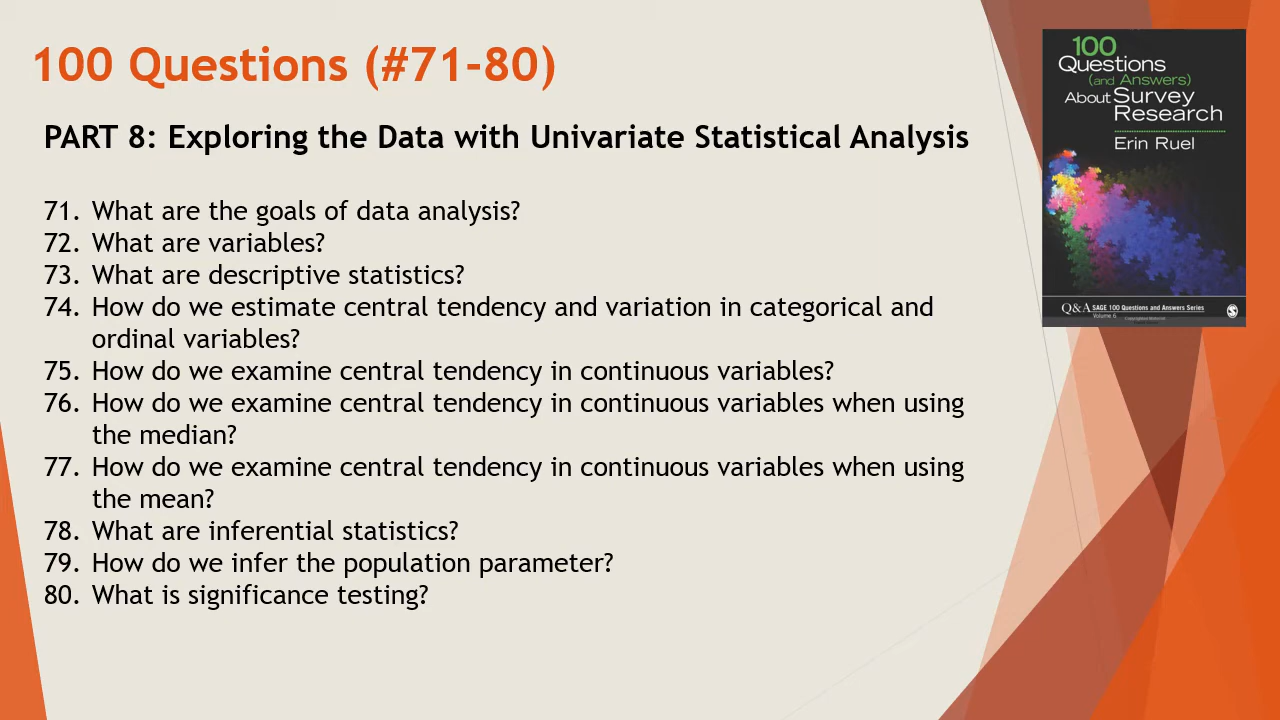 100 Questions (#71-80)
PART 8: Exploring the Data with Univariate Statistical Analysis
71. What are the goals of data analysis?
72. What are variables?
73. What are descriptive statistics?
74. How do we estimate central tendency and variation in categorical and
ordinal variables?
75. How do we examine central tendency in continuous variables?
76. How do we examine central tendency in continuous variables when using
the median?
77. How do we examine central tendency in continuous variables when using
the mean?
78. What are inferential statistics?
79. How do we infer the population parameter?
80. What is significance testing?
100
Questions
(and Answers)
About Survey
Research
Erin Ruel
Q&A SAGE 100 Questions and Answers Series
Volume 6